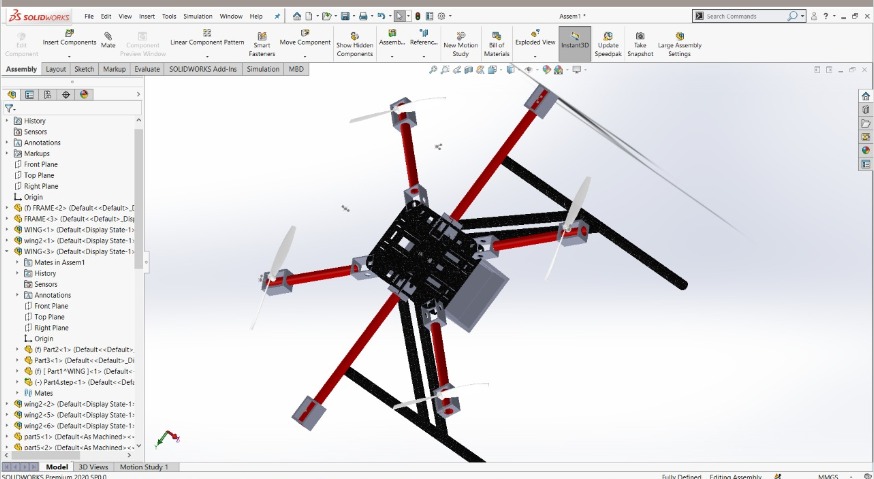 SOLIDWORKS File Edit View Insert Tools Simulation Window Help Assem1 * Search Commands
Edit Component Insert Components Mate Component Preview Window Linear Component Pattern Smart Fasteners Move Component Show Hidden Components Assemb... Referenc... New Motion Study Bill of Materials Exploded View Instant3D Update Speedpak Take Snapshot Large Assembly Settings
Assembly Layout Sketch Markup Evaluate SOLIDWORKS Add-Ins Simulation MBD
History
Sensors
Annotations
Markups
Front Plane
Top Plane
Right Plane
Origin
(f) FRAME<2> (Default<<Default>_D
FRAME<3> (Default<<Default>_Disp
WING<1> (Default<Display State-1>
wing2<1> (Default<Display State-1>
WING<3> (Default<Display State-1>
Mates in Assem1
History
Sensors
Annotations
Front Plane
Top Plane
Right Plane
Origin
(f) Part2<1> (Default<<Default>_
Part3<1> (Default<<Default>_Di
(f) [ Part1^WING ]<1> (Default<
(-) Part4.step<1> (Default<<Defa
Mates
wing2<2> (Default<Display State-1>
wing2<5> (Default<Display State-1>
wing2<6> (Default<Display State-1>
part5<1> (Default<As Machined><<
part5<2> (Default<As Machined><<
Model 3D Views Motion Study 1
SOLIDWORKS Premium 2020 SP0.0 Fully Defined Editing Assembly MMGS